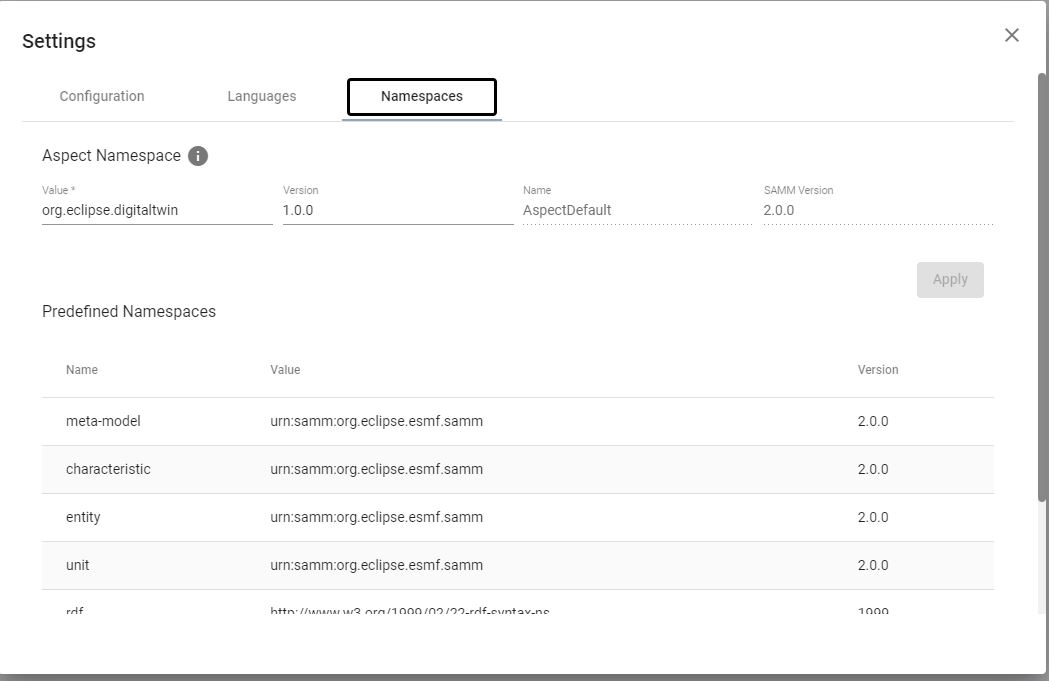 Settings
Configuration Languages Namespaces
Aspect Namespace i
Value * Version Name SAMM Version
org.eclipse.digitaltwin 1.0.0 AspectDefault 2.0.0
Apply
Predefined Namespaces
Name Value Version
meta-model urn:samm:org.eclipse.esmf.samm 2.0.0
characteristic urn:samm:org.eclipse.esmf.samm 2.0.0
entity urn:samm:org.eclipse.esmf.samm 2.0.0
unit urn:samm:org.eclipse.esmf.samm 2.0.0
rdf http://www.w3.org/1999/02/22-rdf-syntax-ns 1999